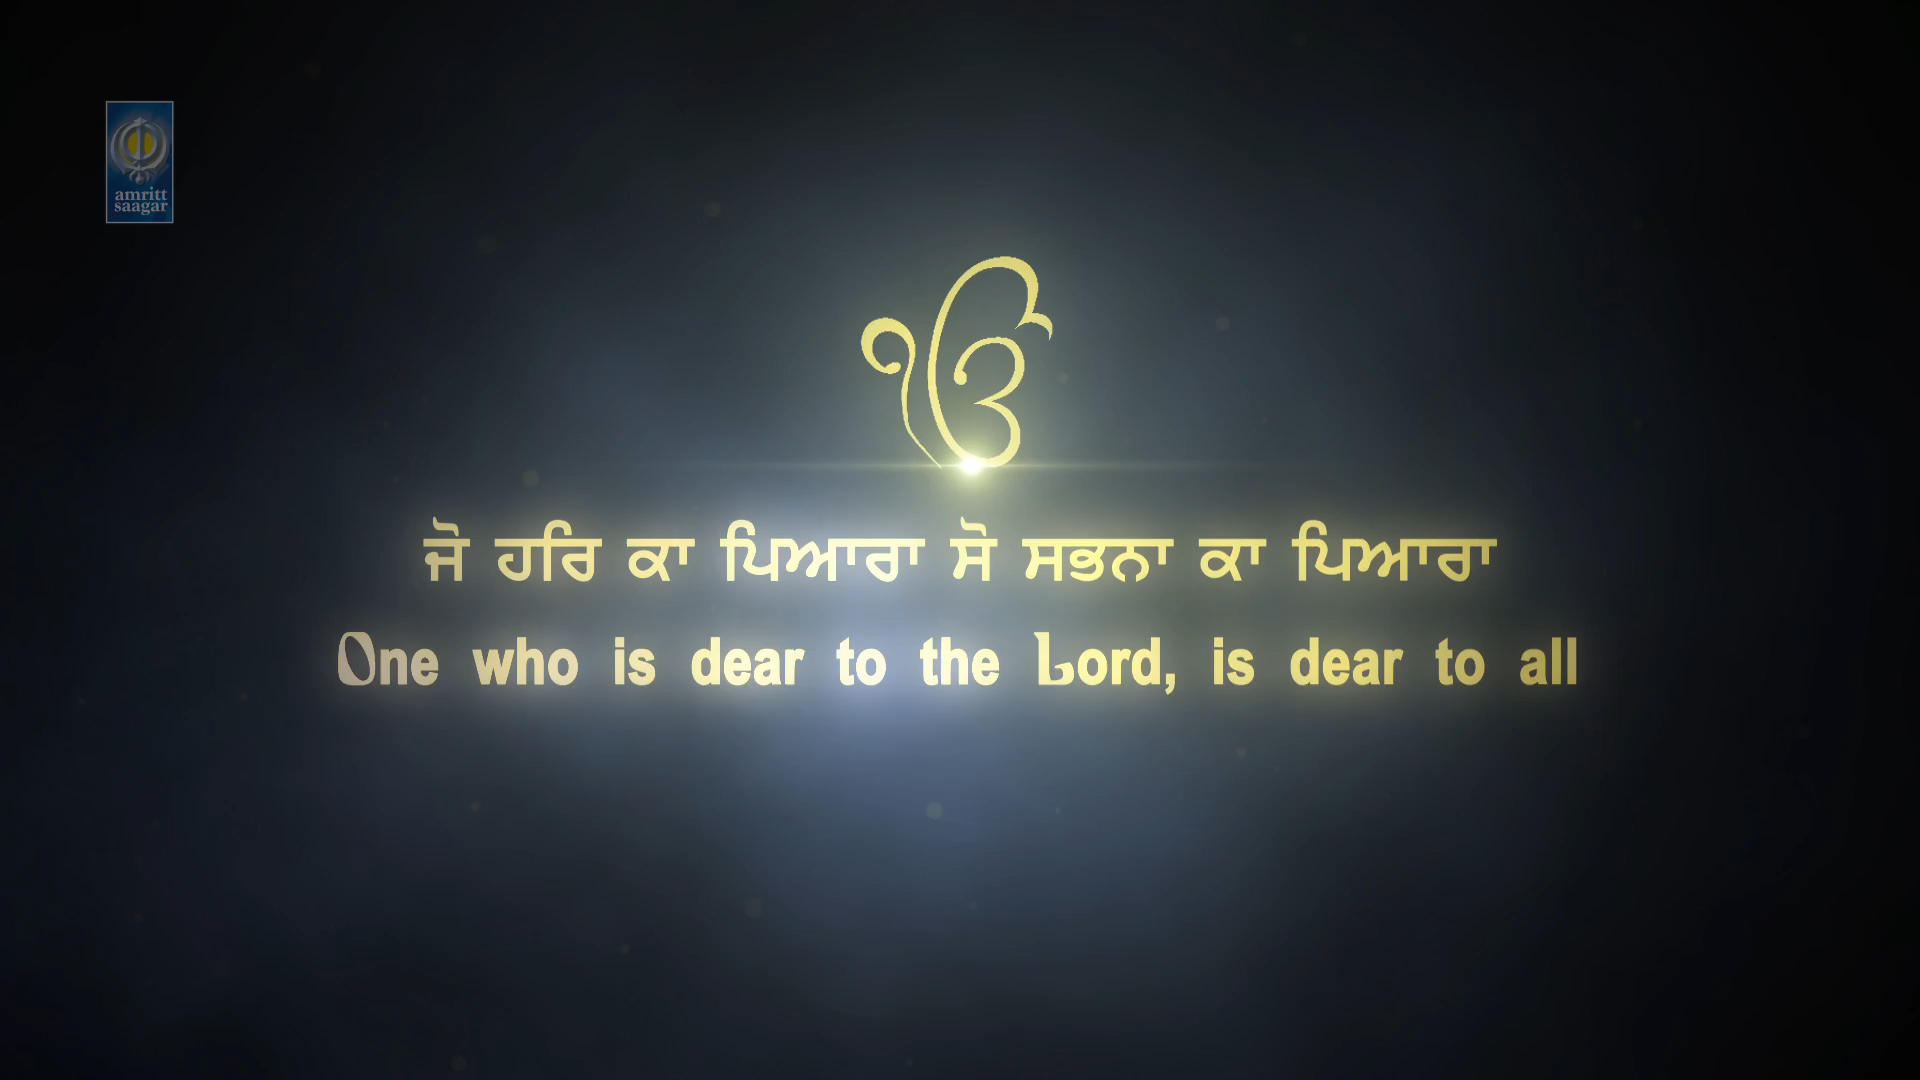 amritt
saagar
ੴ
ਜੋ ਹਰਿ ਕਾ ਪਿਆਰਾ ਸੋ ਸਭਨਾ ਕਾ ਪਿਆਰਾ
One who is dear to the Lord, is dear to all